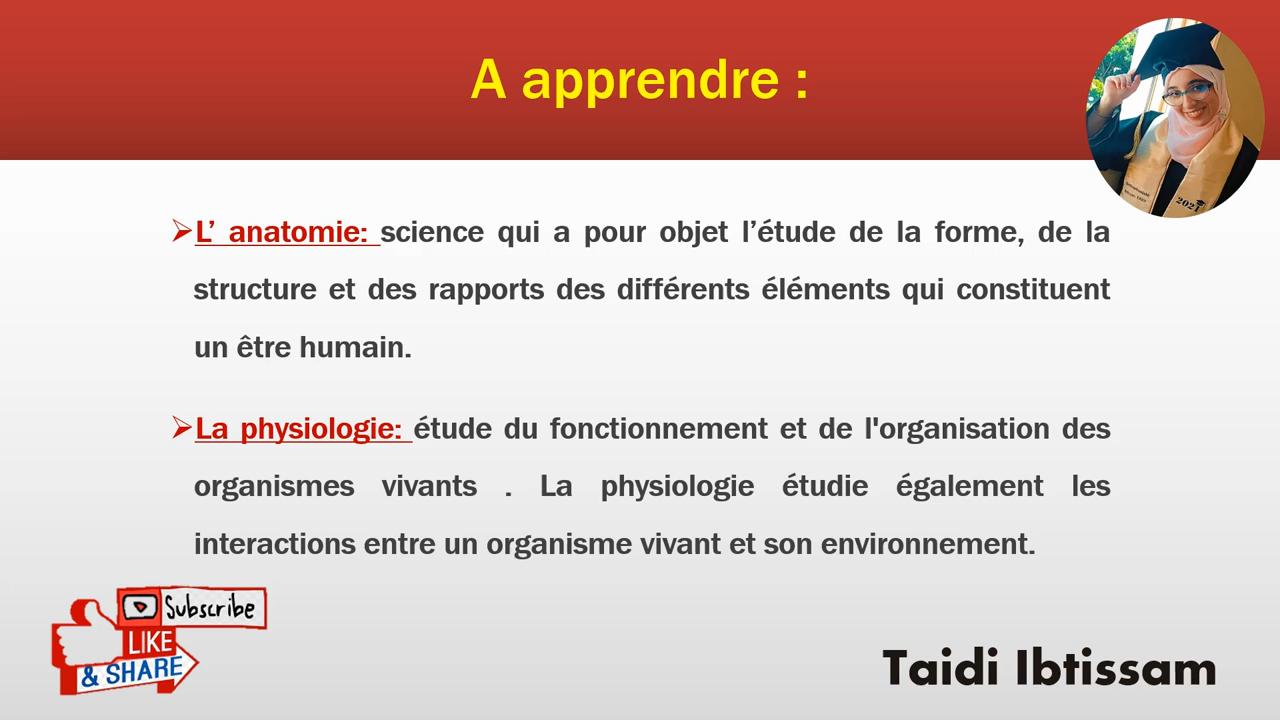 A apprendre :
2021
➢L’ anatomie: science qui a pour objet l’étude de la forme, de la
structure et des rapports des différents éléments qui constituent
un être humain.
➢La physiologie: étude du fonctionnement et de l'organisation des
organismes vivants . La physiologie étudie également les
interactions entre un organisme vivant et son environnement.
Subscribe
LIKE
& SHARE
Taidi Ibtissam